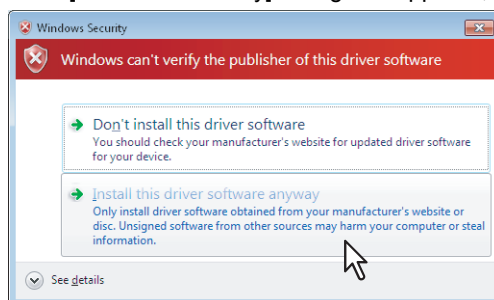 Windows Security
Windows can't verify the publisher of this driver software
Don't install this driver software
You should check your manufacturer's website for updated driver software
for your device.
Install this driver software anyway
Only install driver software obtained from your manufacturer's website or
disc. Unsigned software from other sources may harm your computer or steal
information.
See details